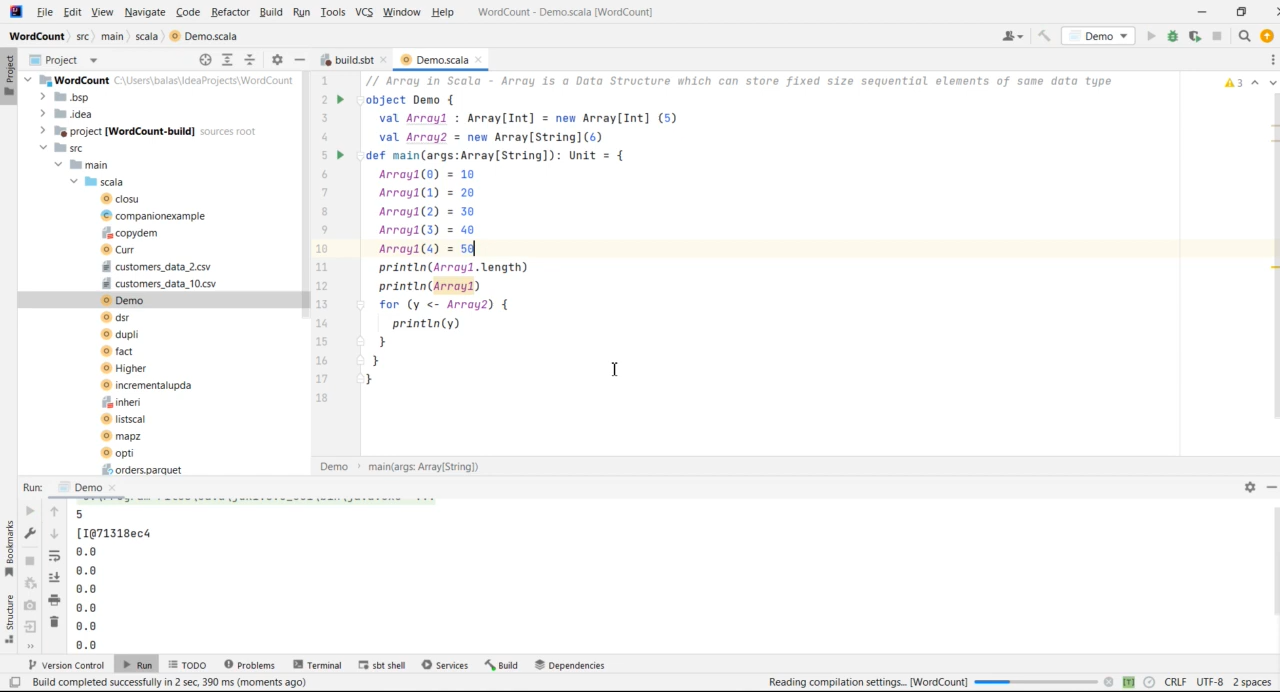 File Edit View Navigate Code Refactor Build Run Tools VCS Window Help WordCount - Demo.scala [WordCount]
WordCount src main scala Demo.scala Demo
Project build.sbt Demo.scala
Project
WordCount C:\Users\balas\IdeaProjects\WordCount
.bsp
.idea
project [WordCount-build] sources root
src
main
scala
closu
companionexample
copydem
Curr
customers_data_2.csv
customers_data_10.csv
Demo
dsr
dupli
fact
Higher
incrementalupda
inheri
listscal
mapz
opti
orders.parquet
1 // Array in Scala - Array is a Data Structure which can store fixed size sequential elements of same data type
2 object Demo {
3 val Array1 : Array[Int] = new Array[Int] (5)
4 val Array2 = new Array[String](6)
5 def main(args:Array[String]): Unit = {
6 Array1(0) = 10
7 Array1(1) = 20
8 Array1(2) = 30
9 Array1(3) = 40
10 Array1(4) = 50
11 println(Array1.length)
12 println(Array1)
13 for (y <- Array2) {
14 println(y)
15 }
16 }
17 }
18
3
Demo main(args: Array[String])
Run: Demo
5
[I@71318ec4
0.0
0.0
0.0
0.0
0.0
0.0
Bookmarks
Structure
Version Control Run TODO Problems Terminal sbt shell Services Build Dependencies
Build completed successfully in 2 sec, 390 ms (moments ago) Reading compilation settings... [WordCount] [T] CRLF UTF-8 2 spaces